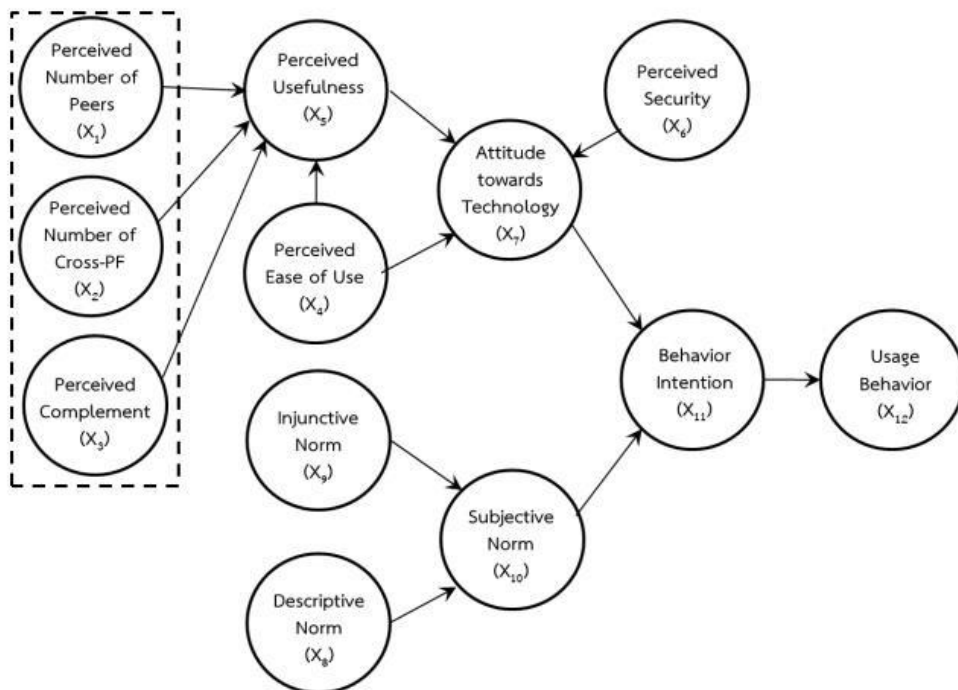 Perceived
Number of
Peers
(X₁)
Perceived
Number of
Cross-PF
(X₂)
Perceived
Complement
(X₃)
Perceived
Usefulness
(X₅)
Perceived
Ease of Use
(X₄)
Perceived
Security
(X₆)
Attitude
towards
Technology
(X₇)
Injunctive
Norm
(X₉)
Descriptive
Norm
(X₈)
Subjective
Norm
(X₁₀)
Behavior
Intention
(X₁₁)
Usage
Behavior
(X₁₂)